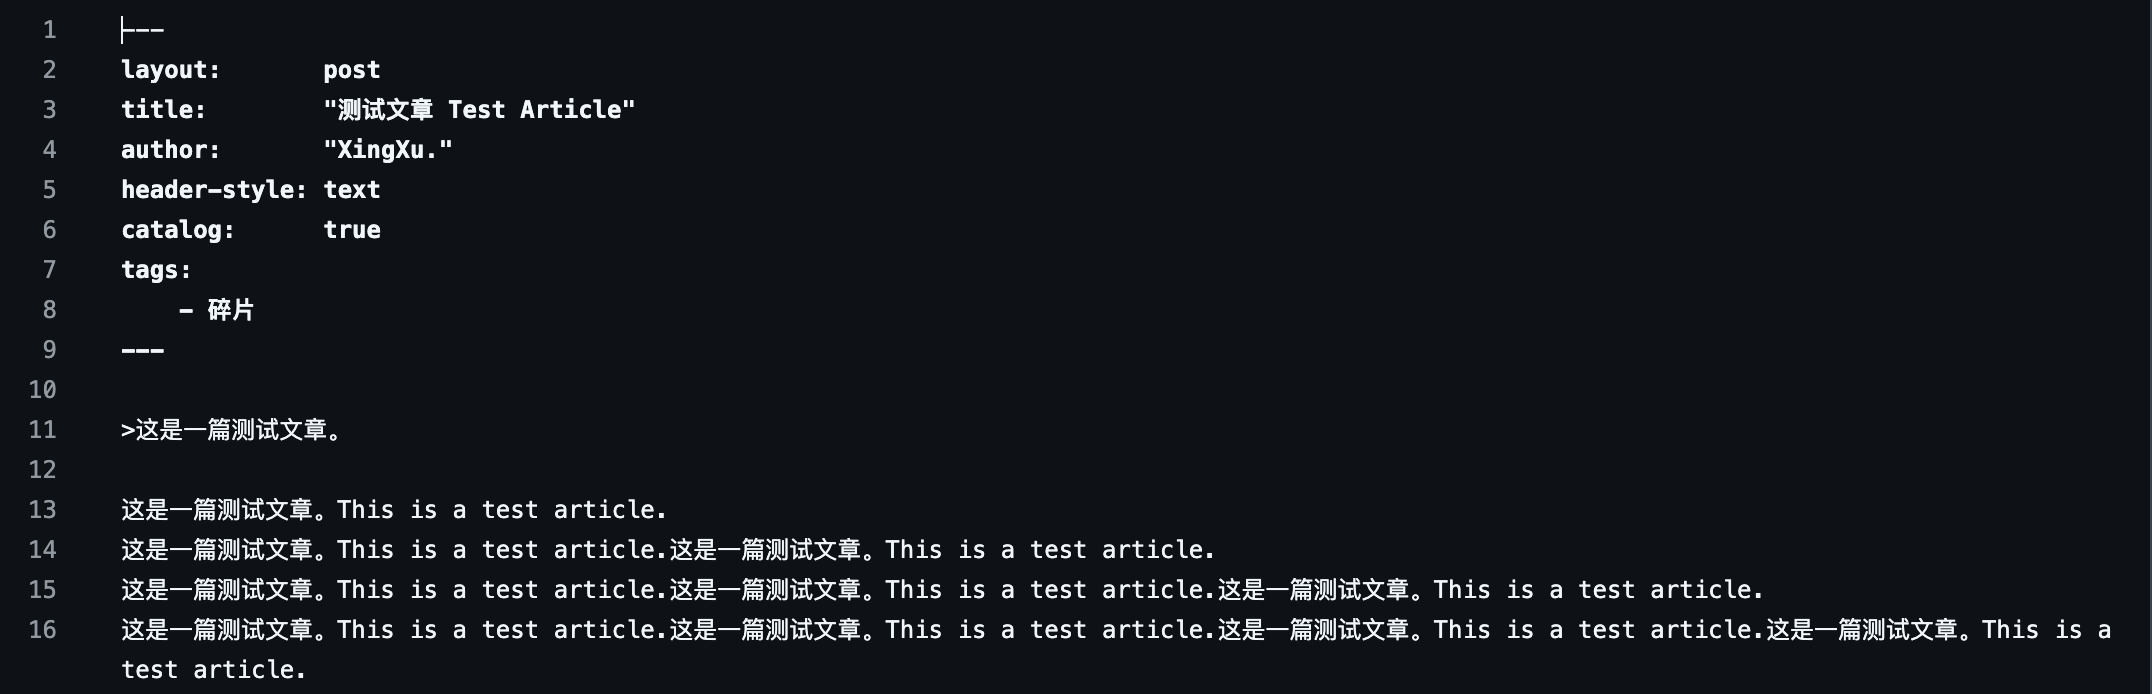 1 ---
2 layout:       post
3 title:        "测试文章 Test Article"
4 author:       "XingXu."
5 header-style: text
6 catalog:      true
7 tags:
8     - 碎片
9 ---
10
11 >这是一篇测试文章。
12
13 这是一篇测试文章。This is a test article.
14 这是一篇测试文章。This is a test article.这是一篇测试文章。This is a test article.
15 这是一篇测试文章。This is a test article.这是一篇测试文章。This is a test article.这是一篇测试文章。This is a test article.
16 这是一篇测试文章。This is a test article.这是一篇测试文章。This is a test article.这是一篇测试文章。This is a test article.这是一篇测试文章。This is a
test article.